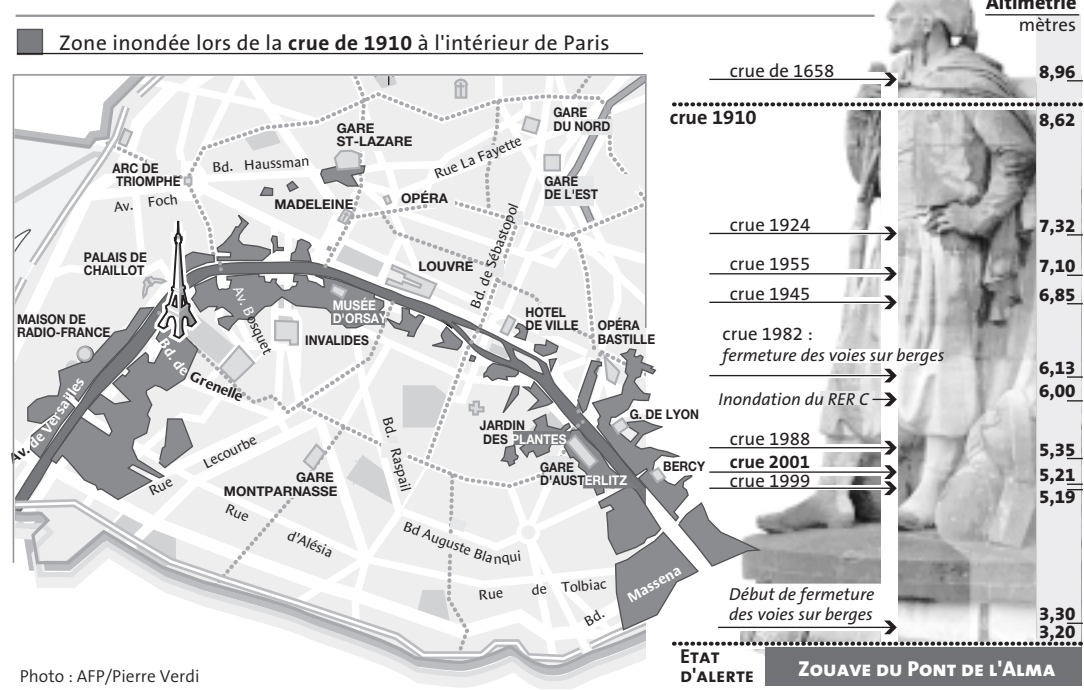 Zone inondée lors de la crue de 1910 à l'intérieur de Paris
GARE
ST-LAZARE
GARE
DU NORD
ARC DE
TRIOMPHE
Bd. Haussman
Rue La Fayette
GARE
DE L'EST
Av. Foch
MADELEINE
OPÉRA
PALAIS DE
CHAILLOT
LOUVRE
Bd. de Sébastopol
MAISON DE
RADIO-FRANCE
Av. Bosquet
MUSÉE
D'ORSAY
INVALIDES
HOTEL
DE VILLE
OPÉRA
BASTILLE
Bd. de Grenelle
Av. de Versailles
G. DE LYON
JARDIN
DES PLANTES
Bd. Raspail
Rue Lecourbe
GARE
MONTPARNASSE
GARE
D'AUSTERLITZ
BERCY
Rue d'Alésia
Bd Auguste Blanqui
Rue de Tolbiac
Bd. Massena
Photo : AFP/Pierre Verdi
Altimétrie
mètres
crue de 1658
8,96
crue 1910
8,62
crue 1924
7,32
crue 1955
7,10
crue 1945
6,85
crue 1982 :
fermeture des voies sur berges
6,13
Inondation du RER C
6,00
crue 1988
5,35
crue 2001
5,21
crue 1999
5,19
Début de fermeture
des voies sur berges
3,30
3,20
ETAT
D'ALERTE
ZOUAVE DU PONT DE L'ALMA